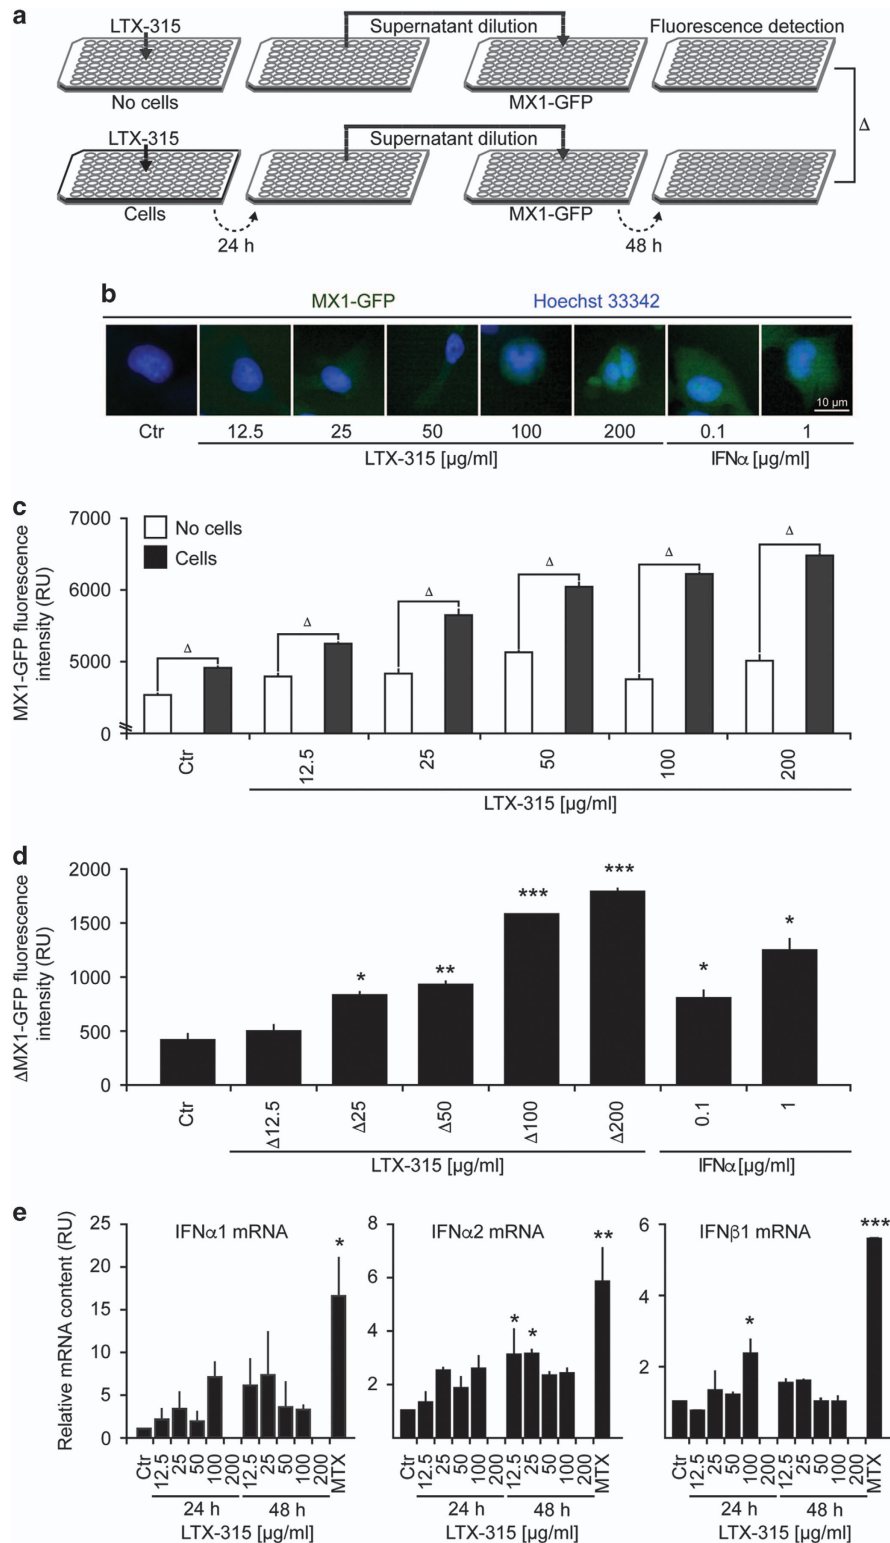 a
LTX-315
Supernatant dilution
Fluorescence detection
No cells
MX1-GFP
Δ
LTX-315
Supernatant dilution
Cells
MX1-GFP
24 h
48 h
b
MX1-GFP
Hoechst 33342
10 µm
Ctr 12.5 25 50 100 200 0.1 1
LTX-315 [µg/ml]
IFNα [µg/ml]
c
MX1-GFP fluorescence
intensity (RU)
7000
6000
5000
0
No cells
Cells
Δ Δ Δ Δ Δ Δ
Ctr 12.5 25 50 100 200
LTX-315 [µg/ml]
d
ΔMX1-GFP fluorescence
intensity (RU)
2000
1500
1000
500
0
* ** *** *** * *
Ctr Δ12.5 Δ25 Δ50 Δ100 Δ200 0.1 1
LTX-315 [µg/ml]
IFNα [µg/ml]
e
Relative mRNA content (RU)
25
20
15
10
5
0
IFNα1 mRNA
*
Ctr 12.5 25 50 100 200 12.5 25 50 100 200 MTX
24 h 48 h
LTX-315 [µg/ml]
8
6
4
2
IFNα2 mRNA
* * **
Ctr 12.5 25 50 100 200 12.5 25 50 100 200 MTX
24 h 48 h
LTX-315 [µg/ml]
6
4
2
IFNβ1 mRNA
* ***
Ctr 12.5 25 50 100 200 12.5 25 50 100 200 MTX
24 h 48 h
LTX-315 [µg/ml]